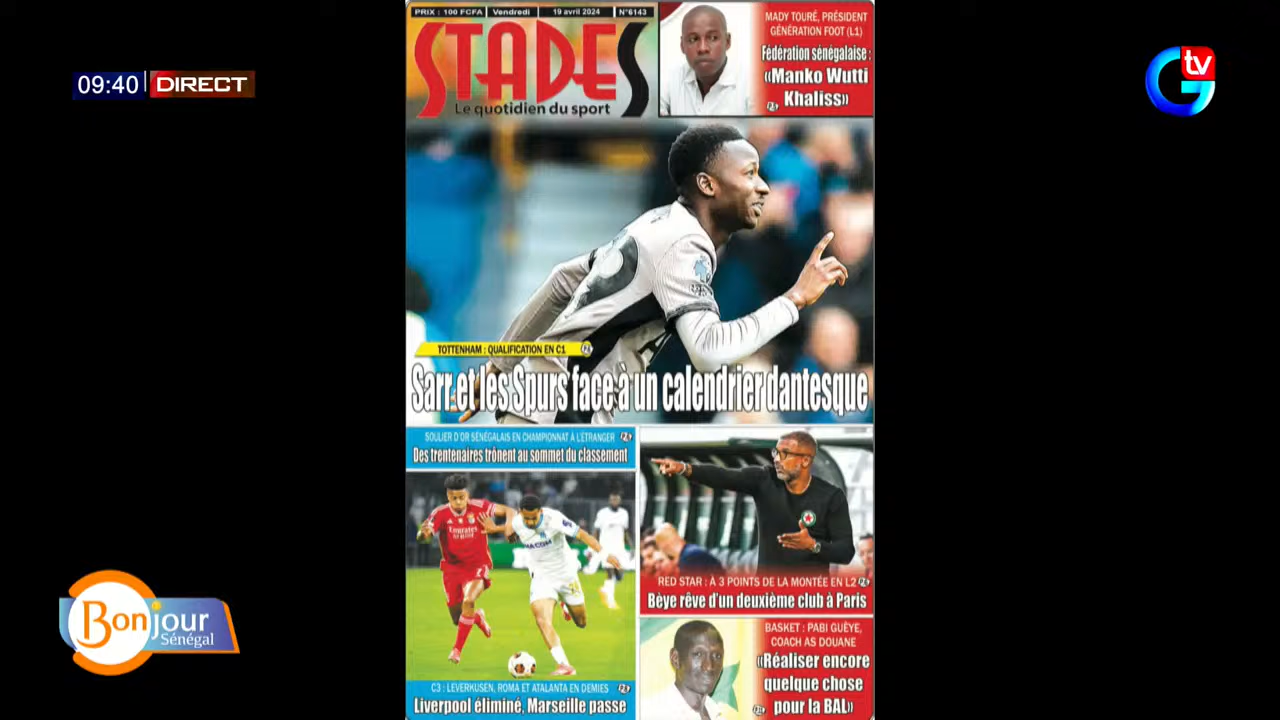 09:40 DIRECT
Gtv
PRIX : 100 FCFA Vendredi 19 avril 2024 N°6143
STADES
Le quotidien du sport
MADY TOURÉ, PRÉSIDENT
GÉNÉRATION FOOT (L1)
Fédération sénégalaise :
«Manko Wutti
Khaliss»
TOTTENHAM : QUALIFICATION EN C1
Sarr et les Spurs face à un calendrier dantesque
SOULIER D'OR SÉNÉGALAIS EN CHAMPIONNAT À L'ÉTRANGER
Des trentenaires trônent au sommet du classement
Emirates
C3 : LEVERKUSEN, ROMA ET ATALANTA EN DEMIES
Liverpool éliminé, Marseille passe
RED STAR : À 3 POINTS DE LA MONTÉE EN L2
Bèye rêve d'un deuxième club à Paris
BASKET : PABI GUÈYE,
COACH AS DOUANE
«Réaliser encore
quelque chose
pour la BAL»
Bonjour
Sénégal